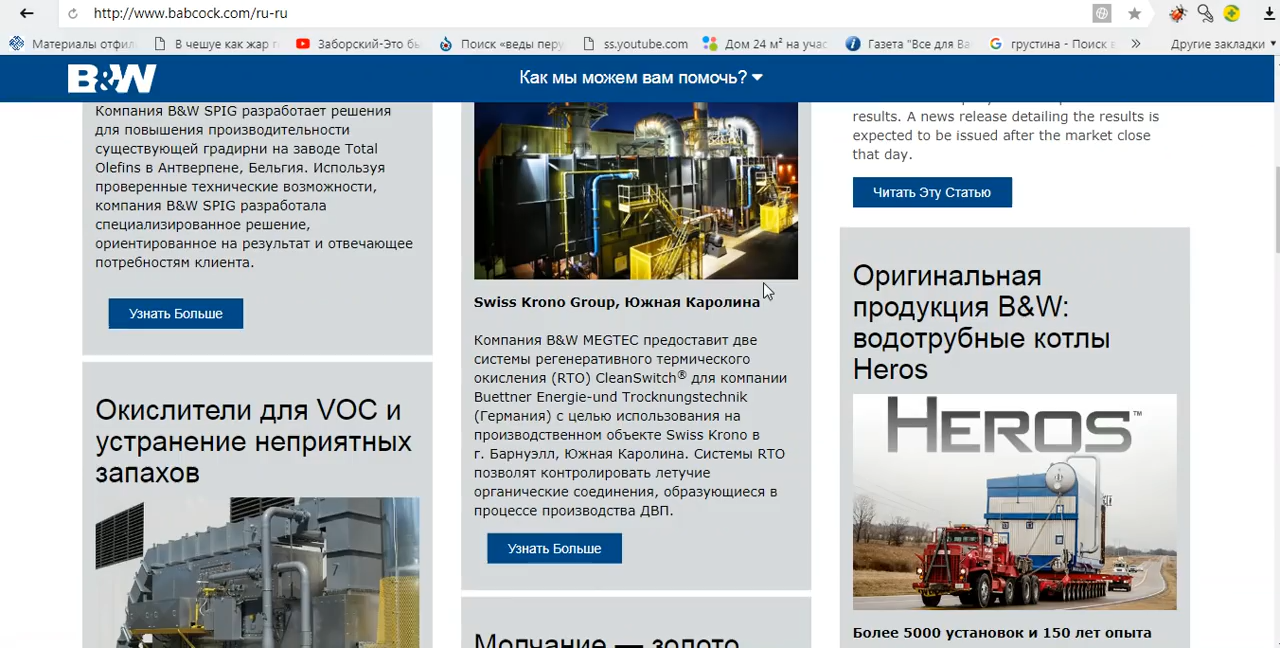 http://www.babcock.com/ru-ru
Материалы отфил
В чешуе как жар г
Заборский-Это бы
Поиск «веды перу
ss.youtube.com
Дом 24 м² на учас
Газета "Все для Ва
грустина - Поиск в
»
Другие закладки
B&W
Как мы можем вам помочь?
Компания B&W SPIG разработает решения
для повышения производительности
существующей градирни на заводе Total
Olefins в Антверпене, Бельгия. Используя
проверенные технические возможности,
компания B&W SPIG разработала
специализированное решение,
ориентированное на результат и отвечающее
потребностям клиента.
Узнать Больше
Окислители для VOC и
устранение неприятных
запахов
Swiss Krono Group, Южная Каролина
Компания B&W MEGTEC предоставит две
системы регенеративного термического
окисления (RTO) CleanSwitch® для компании
Buettner Energie-und Trocknungstechnik
(Германия) с целью использования на
производственном объекте Swiss Krono в
г. Барнуэлл, Южная Каролина. Системы RTO
позволят контролировать летучие
органические соединения, образующиеся в
процессе производства ДВП.
Узнать Больше
Молчание — золото
results. A news release detailing the results is
expected to be issued after the market close
that day.
Читать Эту Статью
Оригинальная
продукция B&W:
водотрубные котлы
Heros
HEROS™
Более 5000 установок и 150 лет опыта